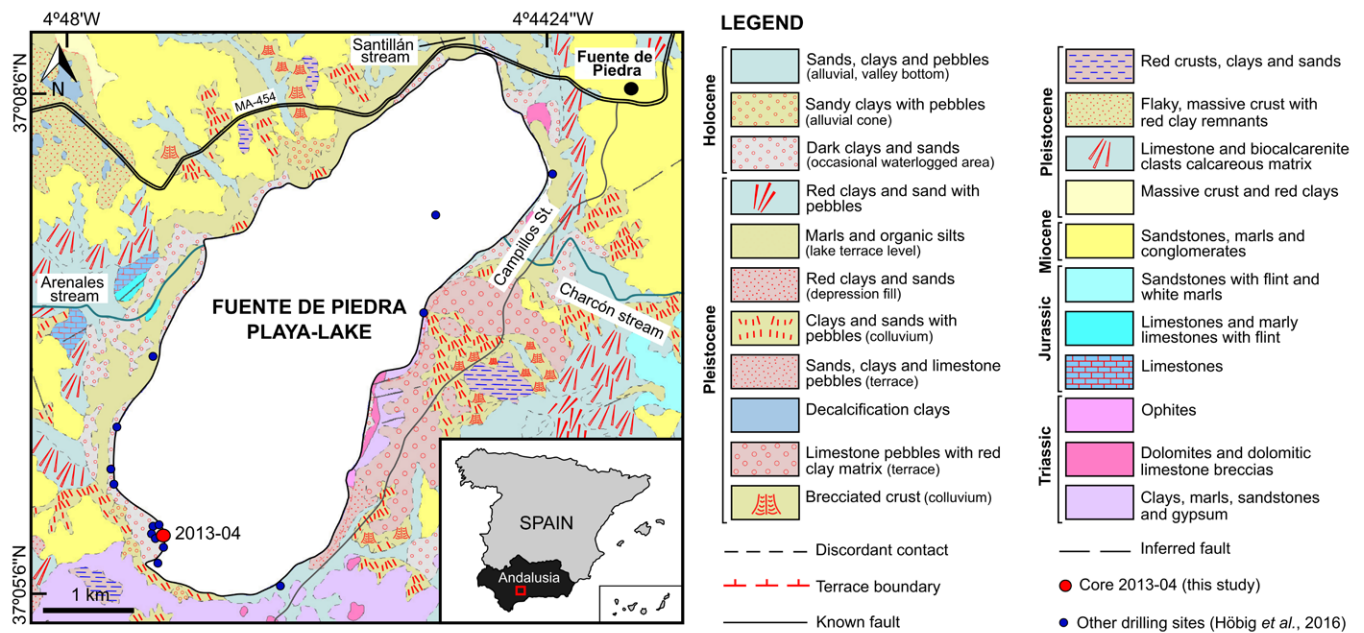 4°48"W
4°4424"W
37°08'6"N
37°05'6"N
N
Santillán
stream
Fuente de
Piedra
MA-454
Arenales
stream
FUENTE DE PIEDRA
PLAYA-LAKE
Campillos St.
Charcón stream
2013-04
1 km
SPAIN
Andalusia
LEGEND
Holocene
Sands, clays and pebbles
(alluvial, valley bottom)
Sandy clays with pebbles
(alluvial cone)
Dark clays and sands
(occasional waterlogged area)
Pleistocene
Red clays and sand with
pebbles
Marls and organic silts
(lake terrace level)
Red clays and sands
(depression fill)
Clays and sands with
pebbles (colluvium)
Sands, clays and limestone
pebbles (terrace)
Decalcification clays
Limestone pebbles with red
clay matrix (terrace)
Brecciated crust (colluvium)
Discordant contact
Terrace boundary
Known fault
Pleistocene
Red crusts, clays and sands
Flaky, massive crust with
red clay remnants
Limestone and biocalcarenite
clasts calcareous matrix
Massive crust and red clays
Miocene
Sandstones, marls and
conglomerates
Jurassic
Sandstones with flint and
white marls
Limestones and marly
limestones with flint
Limestones
Triassic
Ophites
Dolomites and dolomitic
limestone breccias
Clays, marls, sandstones
and gypsum
Inferred fault
Core 2013-04 (this study)
Other drilling sites (Höbig et al., 2016)